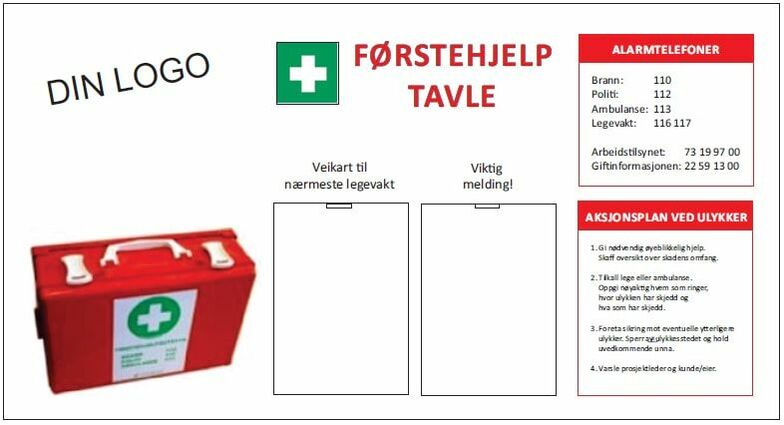 DIN LOGO
FØRSTEHJELP
TAVLE
Veikart til
nærmeste legevakt
Viktig
melding!
ALARMTELEFONER
Brann: 110
Politi: 112
Ambulanse: 113
Legevakt: 116 117
Arbeidstilsynet: 73 19 97 00
Giftinformasjonen: 22 59 13 00
AKSJONSPLAN VED ULYKKER
1. Gi nødvendig øyeblikkelig hjelp.
Skaff oversikt over skadens omfang.
2. Tilkall lege eller ambulanse.
Oppgi nøyaktig hvem som ringer,
hvor ulykken har skjedd og
hva som har skjedd.
3. Foreta sikring mot eventuelle ytterligere
ulykker. Sperr av ulykkesstedet og hold
uvedkommende unna.
4. Varsle prosjektleder og kunde/eier.